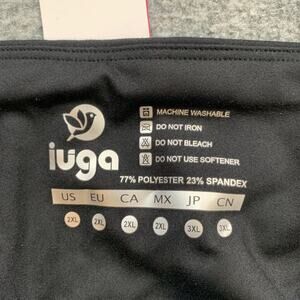 iuga
MACHINE WASHABLE
DO NOT IRON
DO NOT BLEACH
DO NOT USE SOFTENER
77% POLYESTER 23% SPANDEX
US EU CA MX JP CN
2XL 2XL 2XL 2XL 3XL 3XL